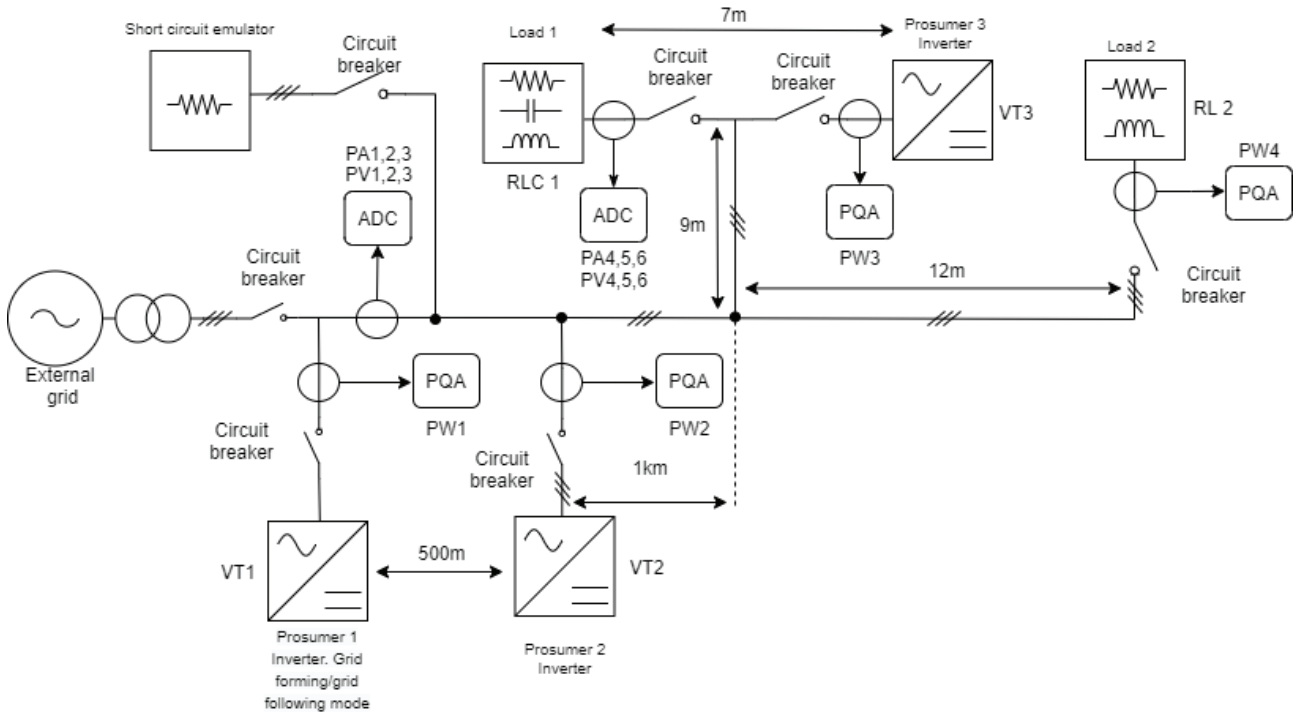 Short circuit emulator
Circuit
breaker
Load 1
7m
Prosumer 3
Inverter
Load 2
Circuit
breaker
Circuit
breaker
VT3
RL 2
RLC 1
PA1,2,3
PV1,2,3
ADC
ADC
PA4,5,6
PV4,5,6
9m
PQA
PW3
PW4
PQA
Circuit
breaker
12m
Circuit
breaker
External
grid
PQA
PW1
PQA
PW2
Circuit
breaker
Circuit
breaker
1km
VT1
500m
VT2
Prosumer 1
Inverter. Grid
forming/grid
following mode
Prosumer 2
Inverter